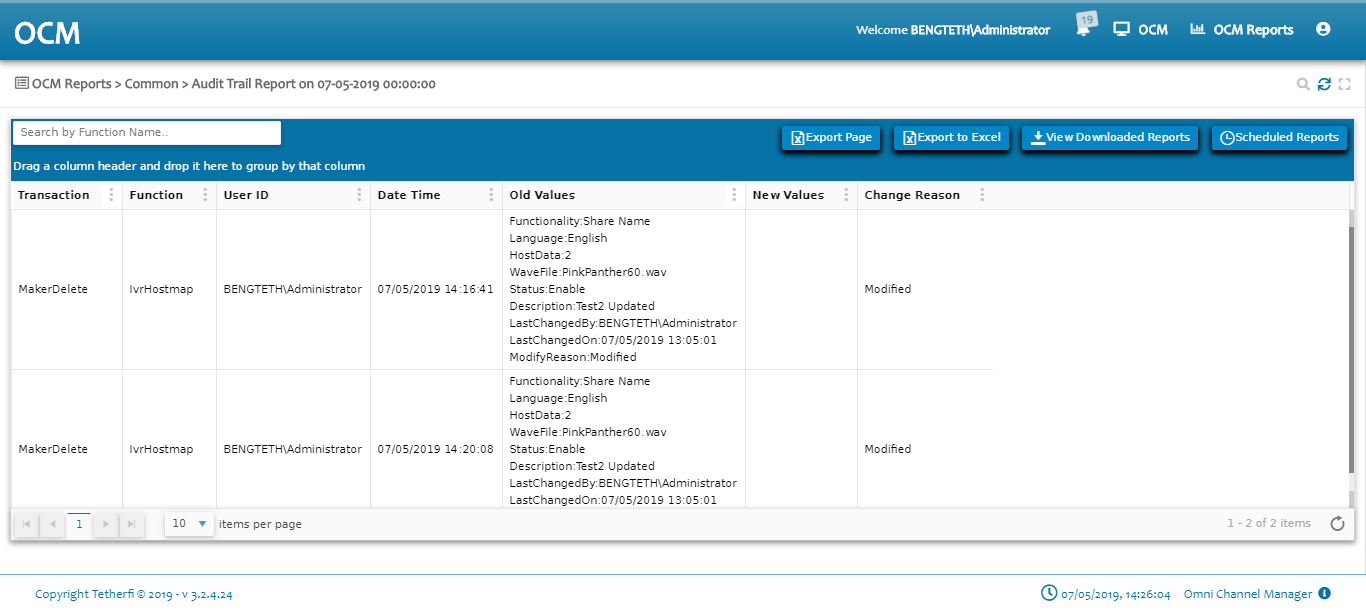 OCM
Welcome BENGTETH\Administrator
19
OCM
OCM Reports
OCM Reports > Common > Audit Trail Report on 07-05-2019 00:00:00
Search by Function Name..
Export Page
Export to Excel
View Downloaded Reports
Scheduled Reports
Drag a column header and drop it here to group by that column
Transaction
Function
User ID
Date Time
Old Values
New Values
Change Reason
MakerDelete
IvrHostmap
BENGTETH\Administrator
07/05/2019 14:16:41
Functionality:Share Name
Language:English
HostData:2
WaveFile:PinkPanther60.wav
Status:Enable
Description:Test2 Updated
LastChangedBy:BENGTETH\Administrator
LastChangedOn:07/05/2019 13:05:01
ModifyReason:Modified
Modified
MakerDelete
IvrHostmap
BENGTETH\Administrator
07/05/2019 14:20:08
Functionality:Share Name
Language:English
HostData:2
WaveFile:PinkPanther60.wav
Status:Enable
Description:Test2 Updated
LastChangedBy:BENGTETH\Administrator
LastChangedOn:07/05/2019 13:05:01
Modified
1
10
items per page
1 - 2 of 2 items
Copyright Tetherfi © 2019 - v 3.2.4.24
07/05/2019, 14:26:04
Omni Channel Manager